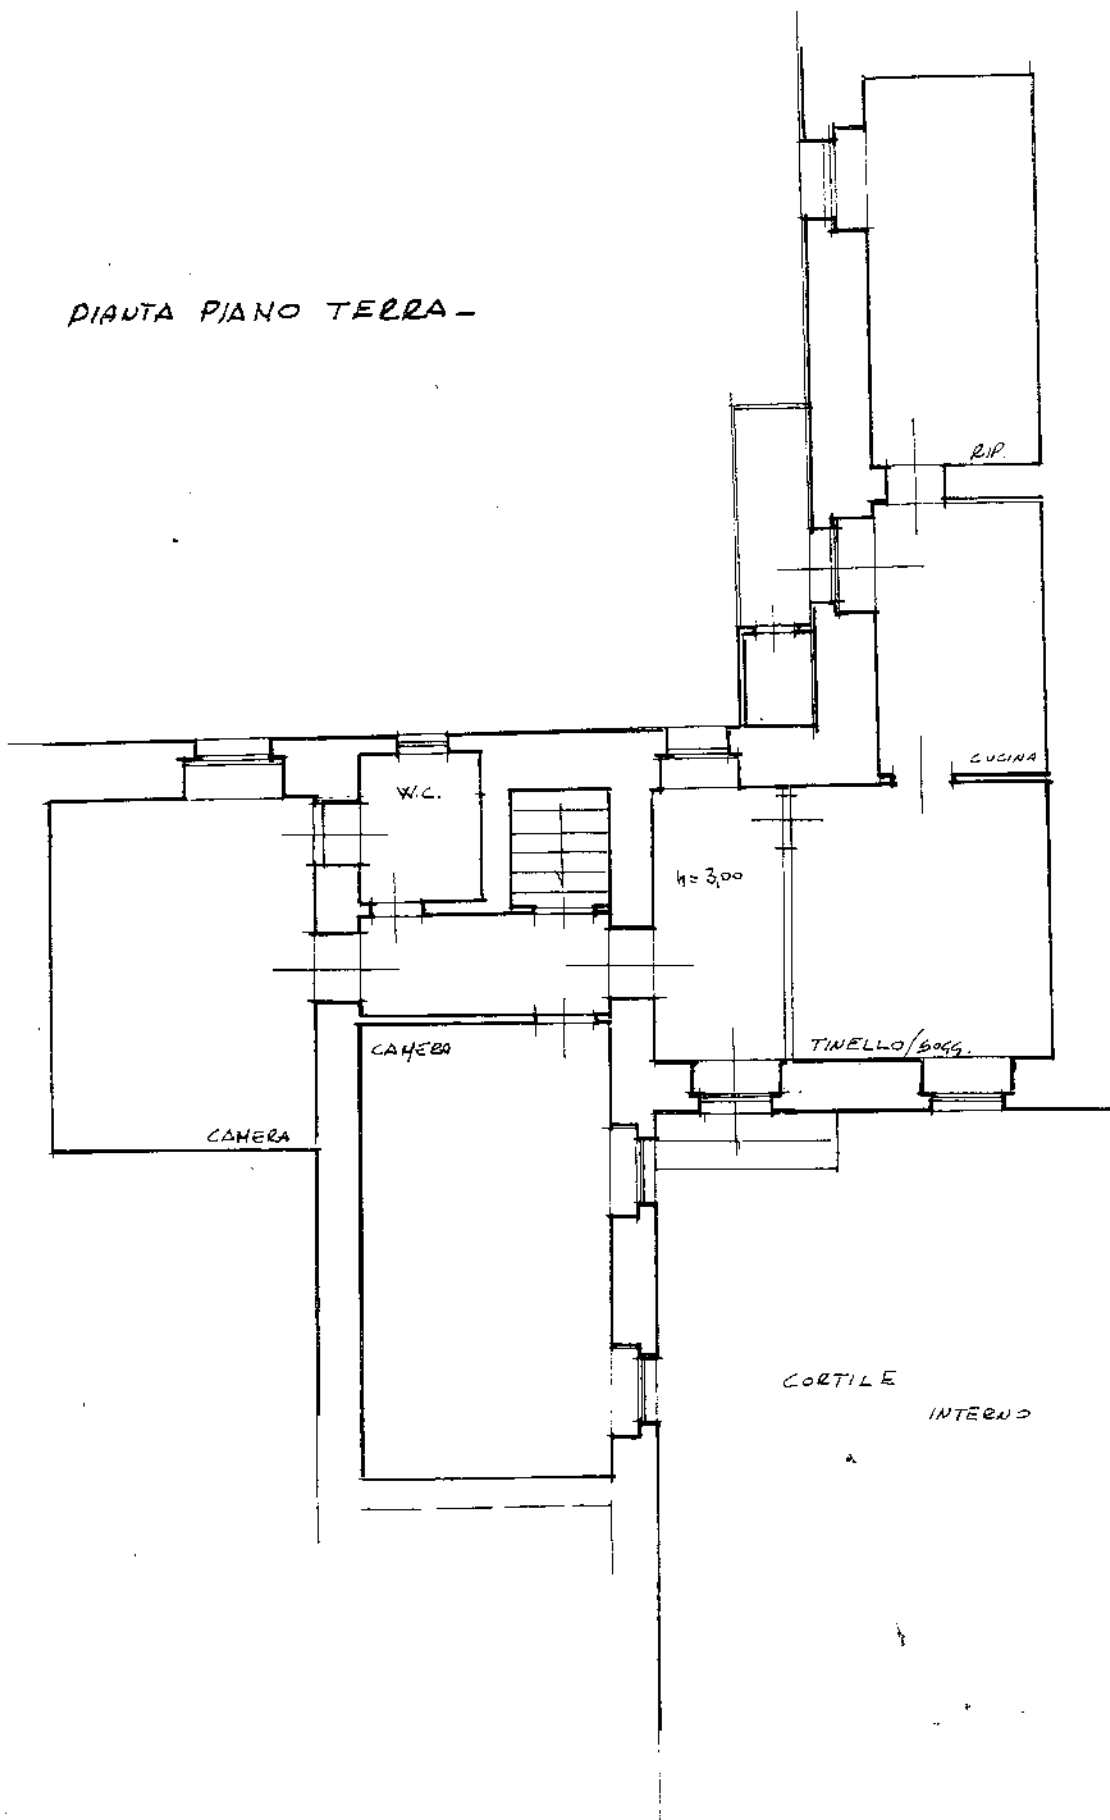 PIANTA PIANO TERRA -
RIP.
CUCINA
W.C.
h = 3,00
TINELLO/SOGG.
CAMERA
CAMERA
CORTILE
INTERNO